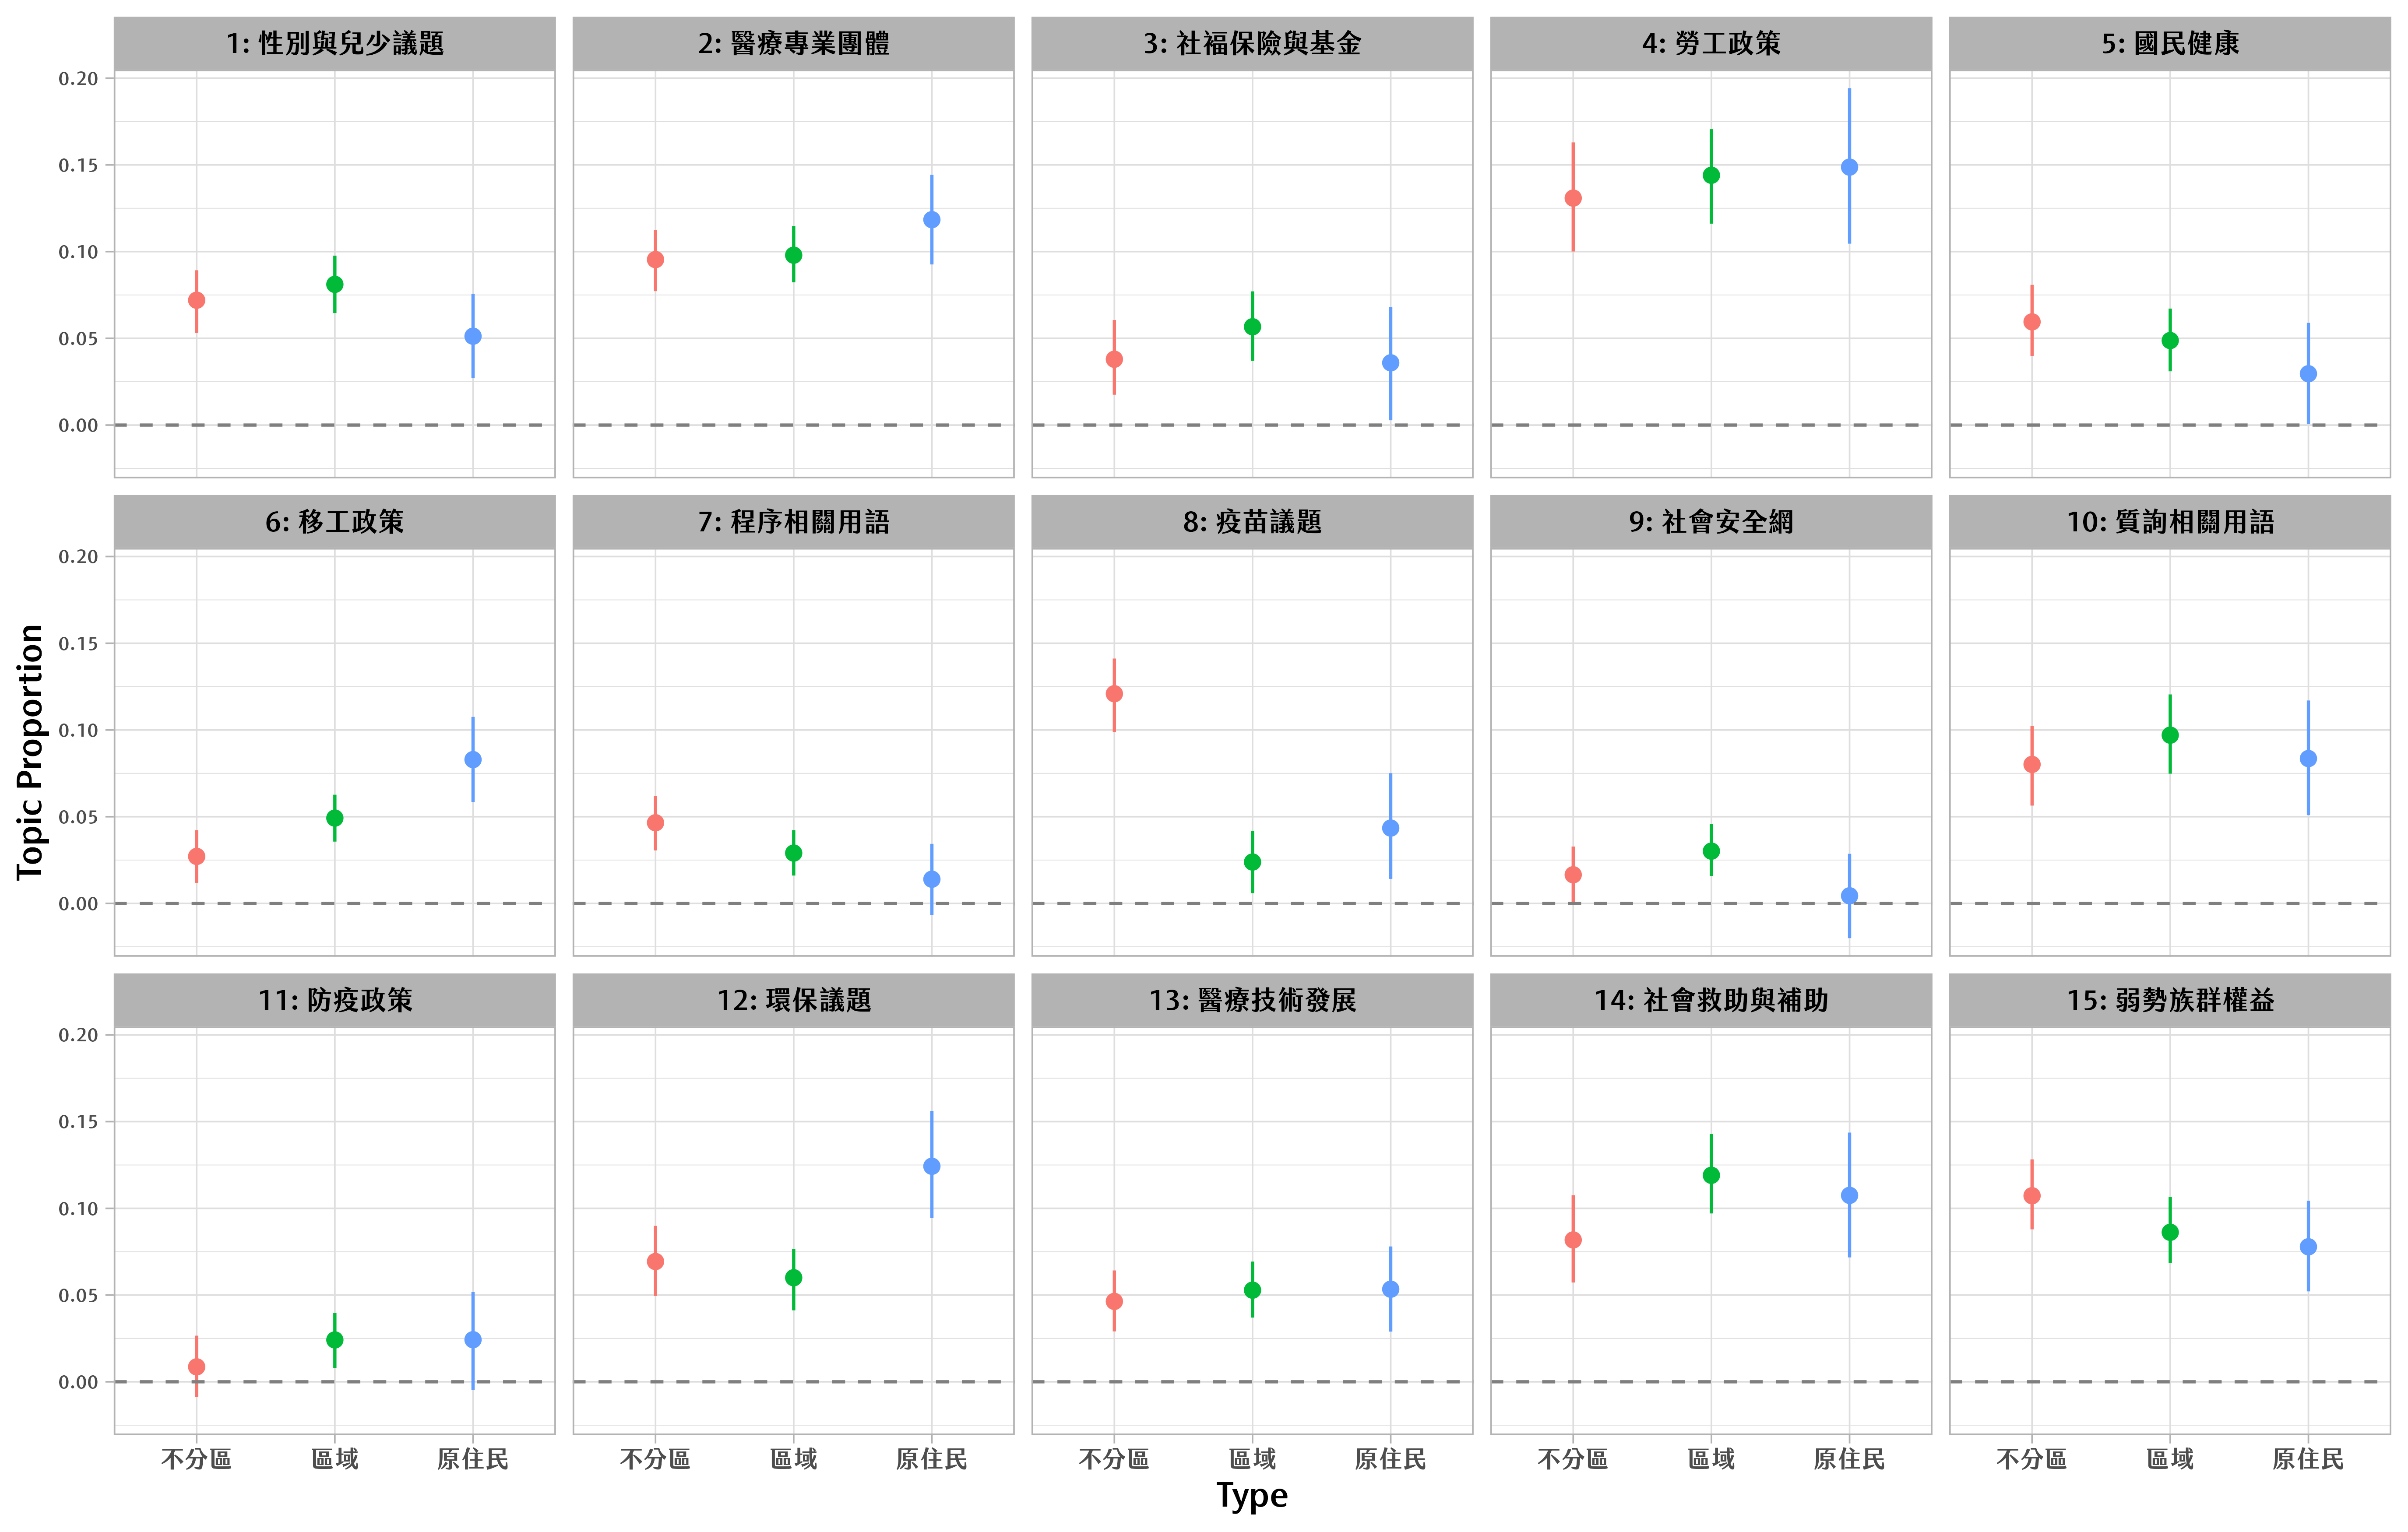 1: 性別與兒少議題
2: 醫療專業團體
3: 社福保險與基金
4: 勞工政策
5: 國民健康
0.20
0.15
0.10
0.05
0.00
6: 移工政策
7: 程序相關用語
8: 疫苗議題
9: 社會安全網
10: 質詢相關用語
0.20
0.15
0.10
0.05
0.00
Topic Proportion
11: 防疫政策
12: 環保議題
13: 醫療技術發展
14: 社會救助與補助
15: 弱勢族群權益
0.20
0.15
0.10
0.05
0.00
不分區 區域 原住民 不分區 區域 原住民 不分區 區域 原住民 不分區 區域 原住民 不分區 區域 原住民
Type